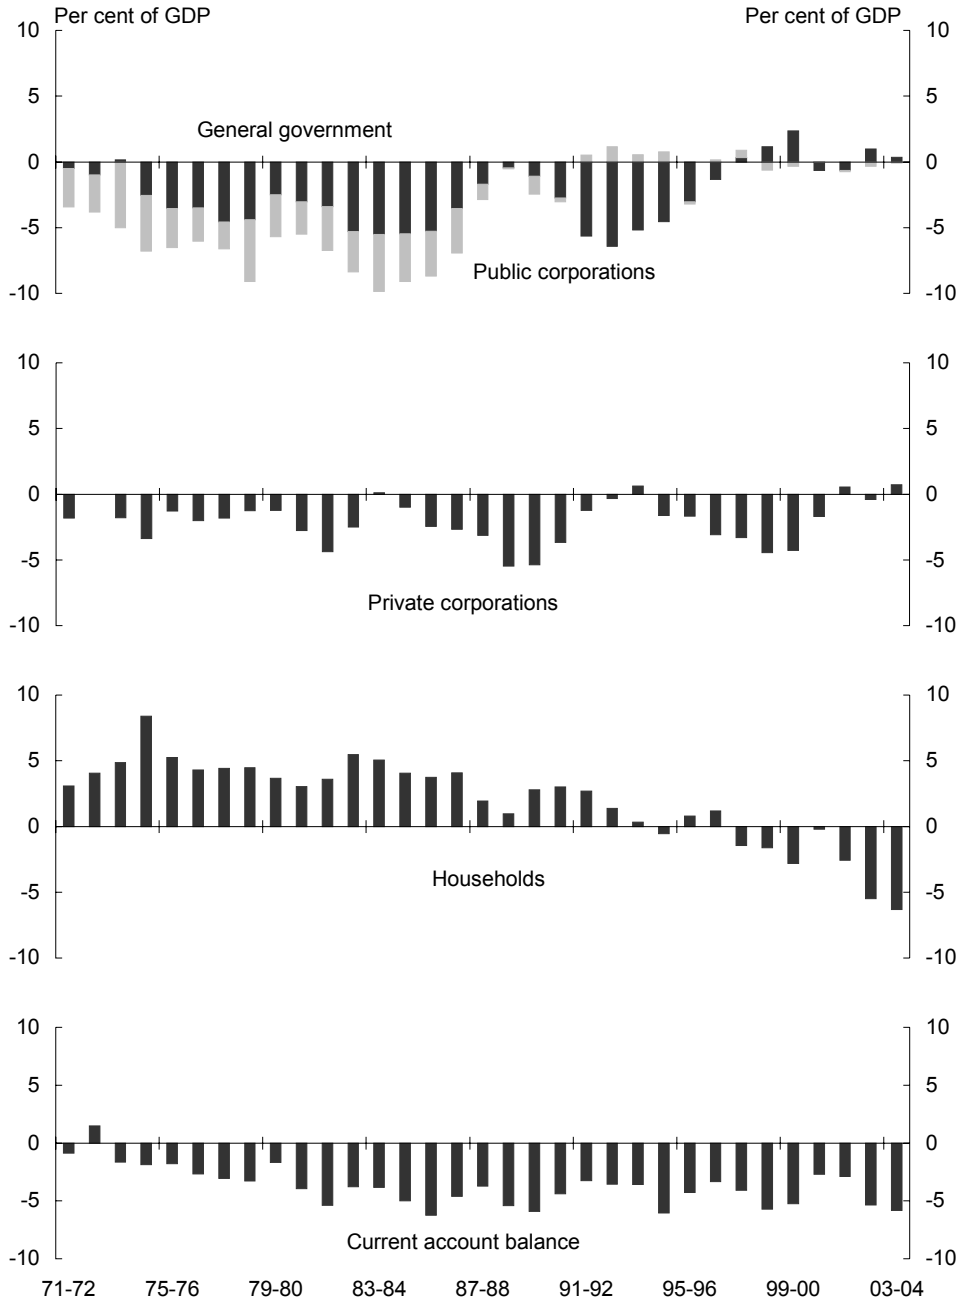 Per cent of GDP Per cent of GDP
10 10
5 5
General government
0 0
-5 -5
Public corporations
-10 -10
10 10
5 5
0 0
-5 -5
Private corporations
-10 -10
10 10
5 5
0 0
Households
-5 -5
-10 -10
10 10
5 5
0 0
-5 -5
Current account balance
-10 -10
71-72 75-76 79-80 83-84 87-88 91-92 95-96 99-00 03-04